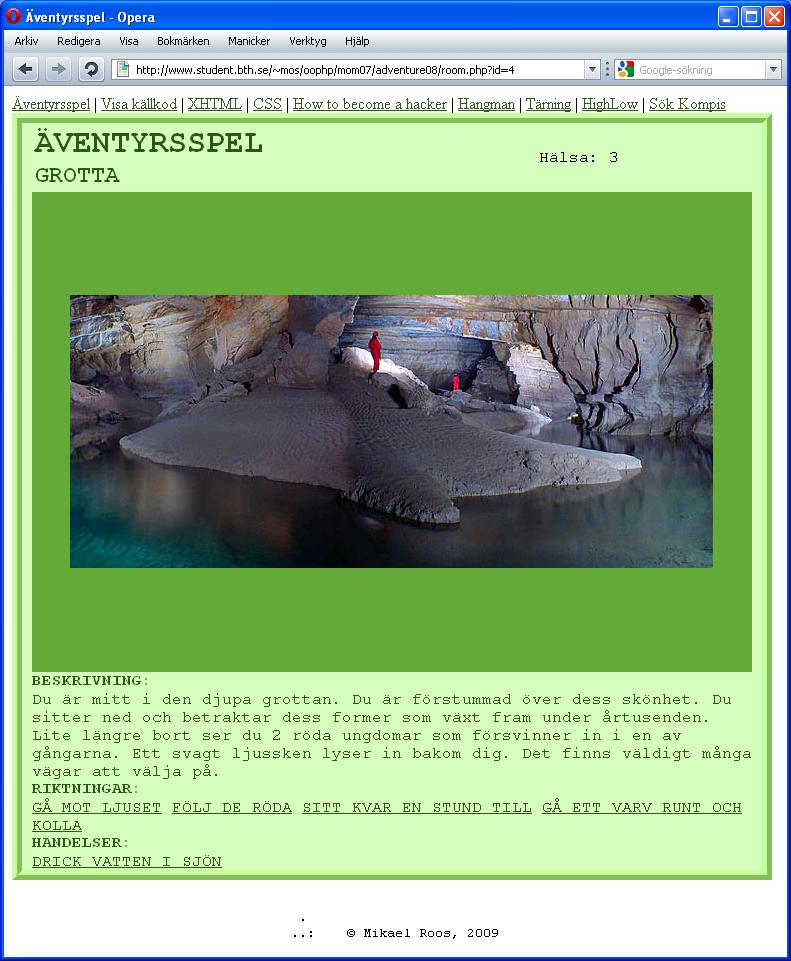 Äventyrsspel - Opera
Arkiv Redigera Visa Bokmärken Manicker Verktyg Hjälp
http://www.student.bth.se/~mos/oophp/mom07/adventure08/room.php?id=4 Google-sökning
Äventyrsspel | Visa källkod | XHTML | CSS | How to become a hacker | Hangman | Tärning | HighLow | Sök Kompis
ÄVENTYRSSPEL
Hälsa: 3
GROTTA
BESKRIVNING:
Du är mitt i den djupa grottan. Du är förstummad över dess skönhet. Du
sitter ned och betraktar dess former som växt fram under årtusenden.
Lite längre bort ser du 2 röda ungdomar som försvinner in i en av
gångarna. Ett svagt ljussken lyser in bakom dig. Det finns väldigt många
vägar att välja på.
RIKTNINGAR:
GÅ MOT LJUSET FÖLJ DE RÖDA SITT KVAR EN STUND TILL GÅ ETT VARV RUNT OCH
KOLLA
HÄNDELSER:
DRICK VATTEN I SJÖN
.
..: © Mikael Roos, 2009